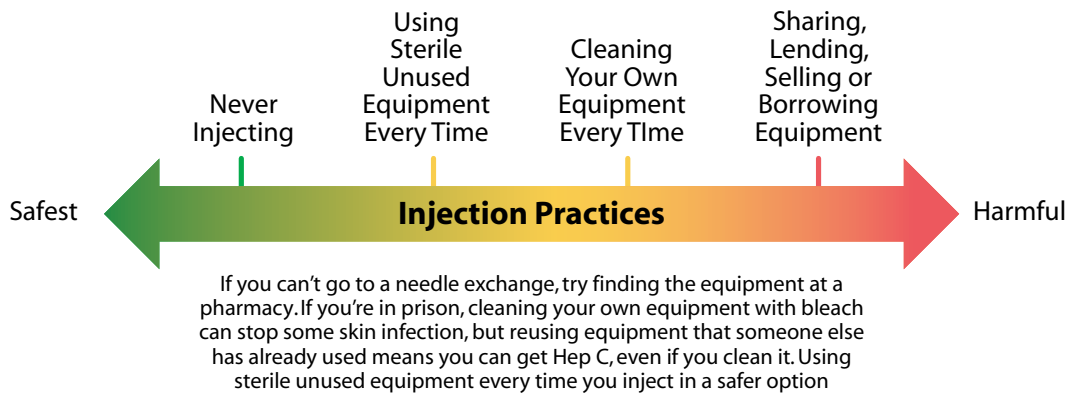 Never
Injecting
Using
Sterile
Unused
Equipment
Every Time
Cleaning
Your Own
Equipment
Every TIme
Sharing,
Lending,
Selling or
Borrowing
Equipment
Safest
Injection Practices
Harmful
If you can't go to a needle exchange, try finding the equipment at a
pharmacy. If you're in prison, cleaning your own equipment with bleach
can stop some skin infection, but reusing equipment that someone else
has already used means you can get Hep C, even if you clean it. Using
sterile unused equipment every time you inject in a safer option